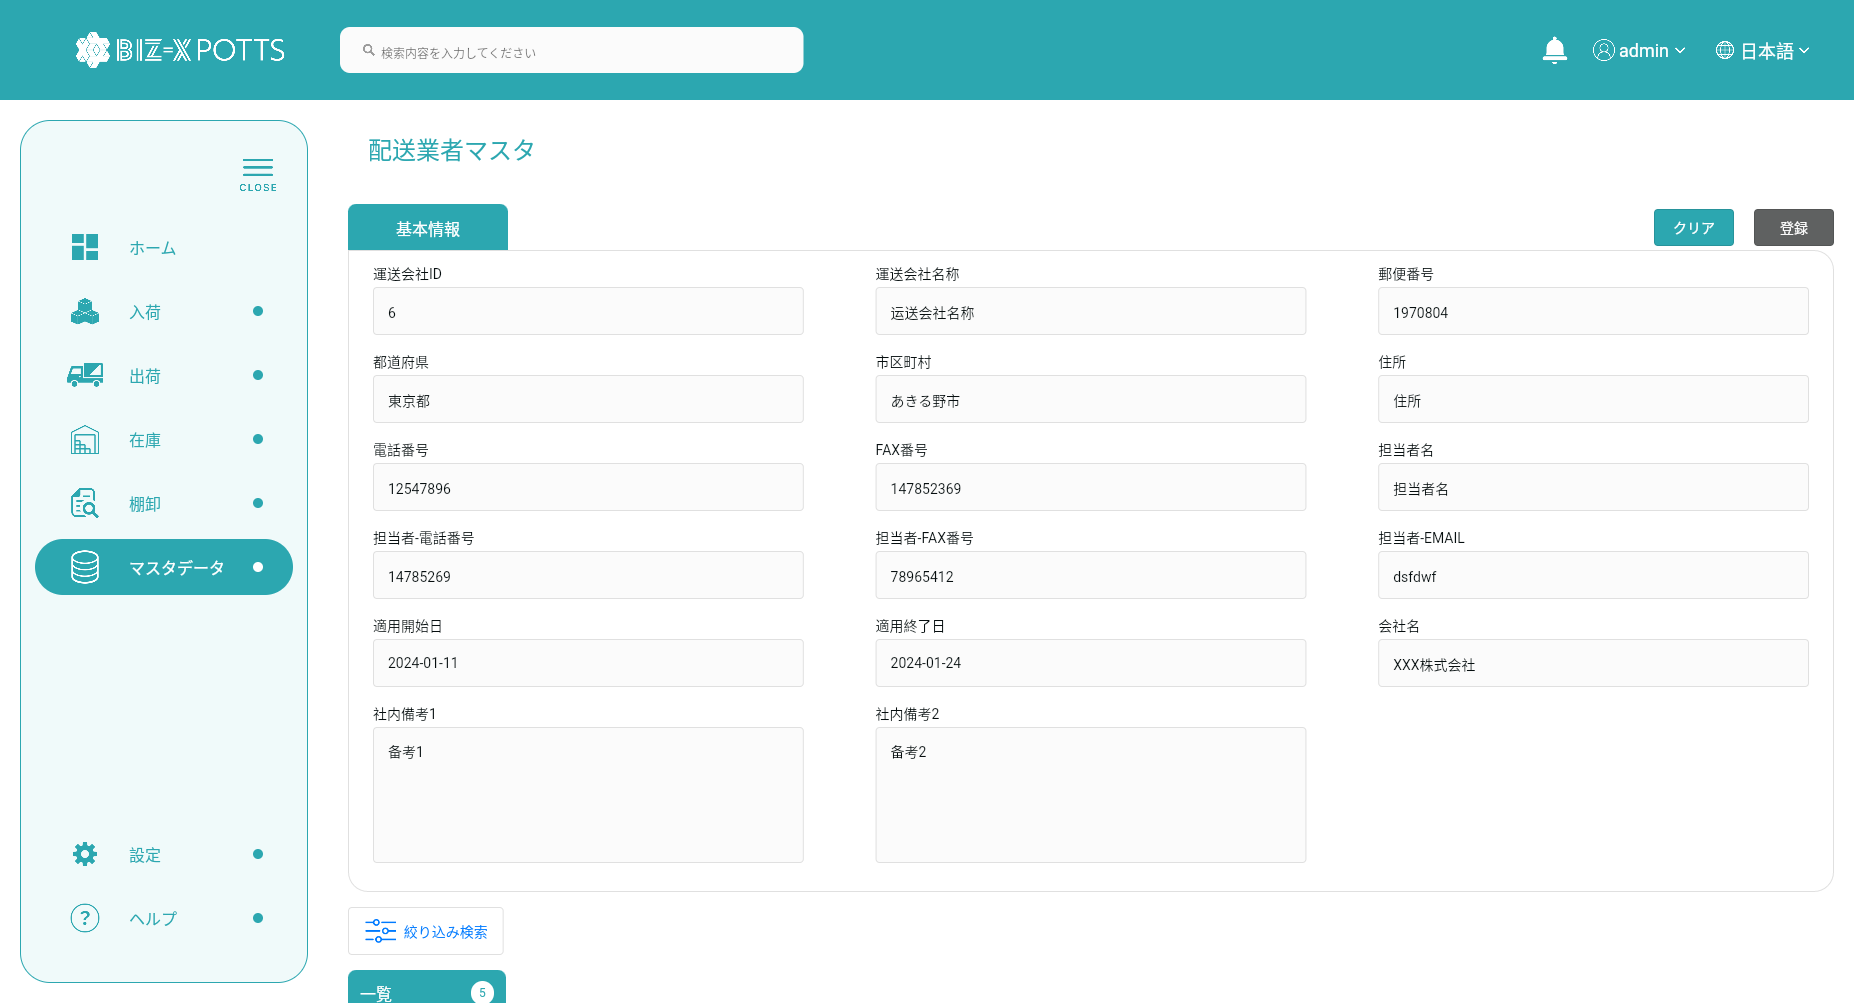 BIZ=X POTTS
検索内容を入力してください
admin
日本語
CLOSE
ホーム
入荷
出荷
在庫
棚卸
マスタデータ
設定
ヘルプ
配送業者マスタ
基本情報
クリア
登録
運送会社ID
運送会社名称
郵便番号
6
运送会社名称
1970804
都道府県
市区町村
住所
東京都
あきる野市
住所
電話番号
FAX番号
担当者名
12547896
147852369
担当者名
担当者-電話番号
担当者-FAX番号
担当者-EMAIL
14785269
78965412
dsfdwf
適用開始日
適用終了日
会社名
2024-01-11
2024-01-24
XXX株式会社
社内備考1
社内備考2
备考1
备考2
絞り込み検索
一覧
5